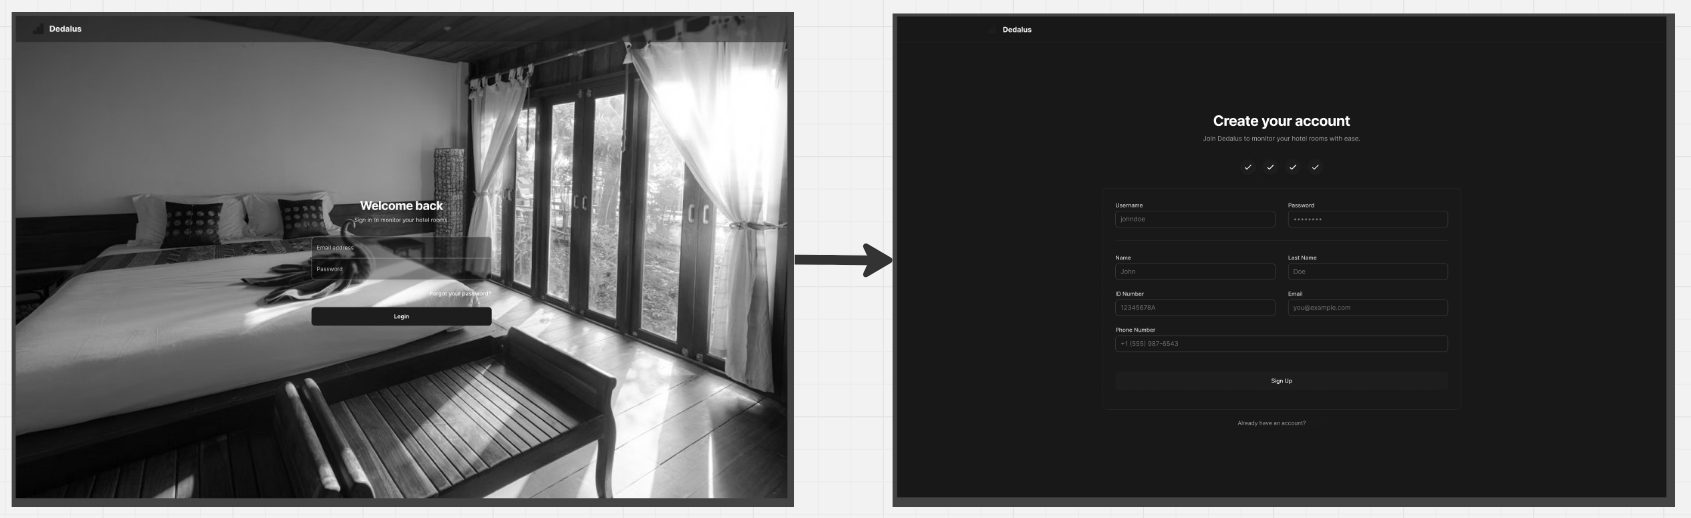 Dedalus
Welcome back
Sign in to monitor your hotel rooms
Email address
Password
Forgot your password?
Login
Dedalus
Create your account
Join Dedalus to monitor your hotel rooms with ease.
Username Password
johndoe ••••••••
Name Last Name
John Doe
ID Number Email
12345678A you@example.com
Phone Number
+1 (555) 987-6543
Sign Up
Already have an account?